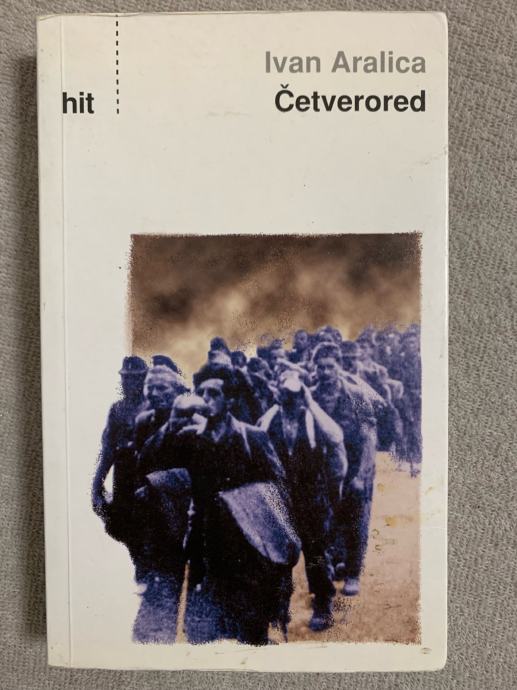 Ivan Aralica
hit
Četverored